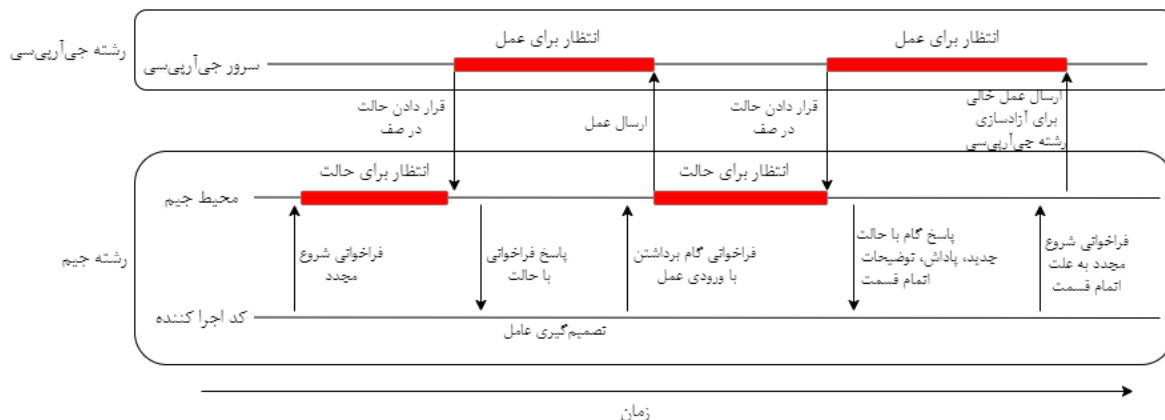 رشته جی‌آرپی‌سی
انتظار برای عمل
انتظار برای عمل
سرور جی‌آرپی‌سی
قرار دادن حالت
در صف
ارسال عمل
قرار دادن حالت
در صف
ارسال عمل خالی
برای آزادسازی
رشته جی‌آرپی‌سی
رشته جیم
انتظار برای حالت
انتظار برای حالت
محیط جیم
فراخوانی شروع
مجدد
پاسخ فراخوانی
با حالت
فراخوانی گام برداشتن
با ورودی عمل
پاسخ گام با حالت
جدید، پاداش، توضیحات
اتمام قسمت
فراخوانی شروع
مجدد به علت
اتمام قسمت
کد اجرا کننده
تصمیم‌گیری عامل
زمان